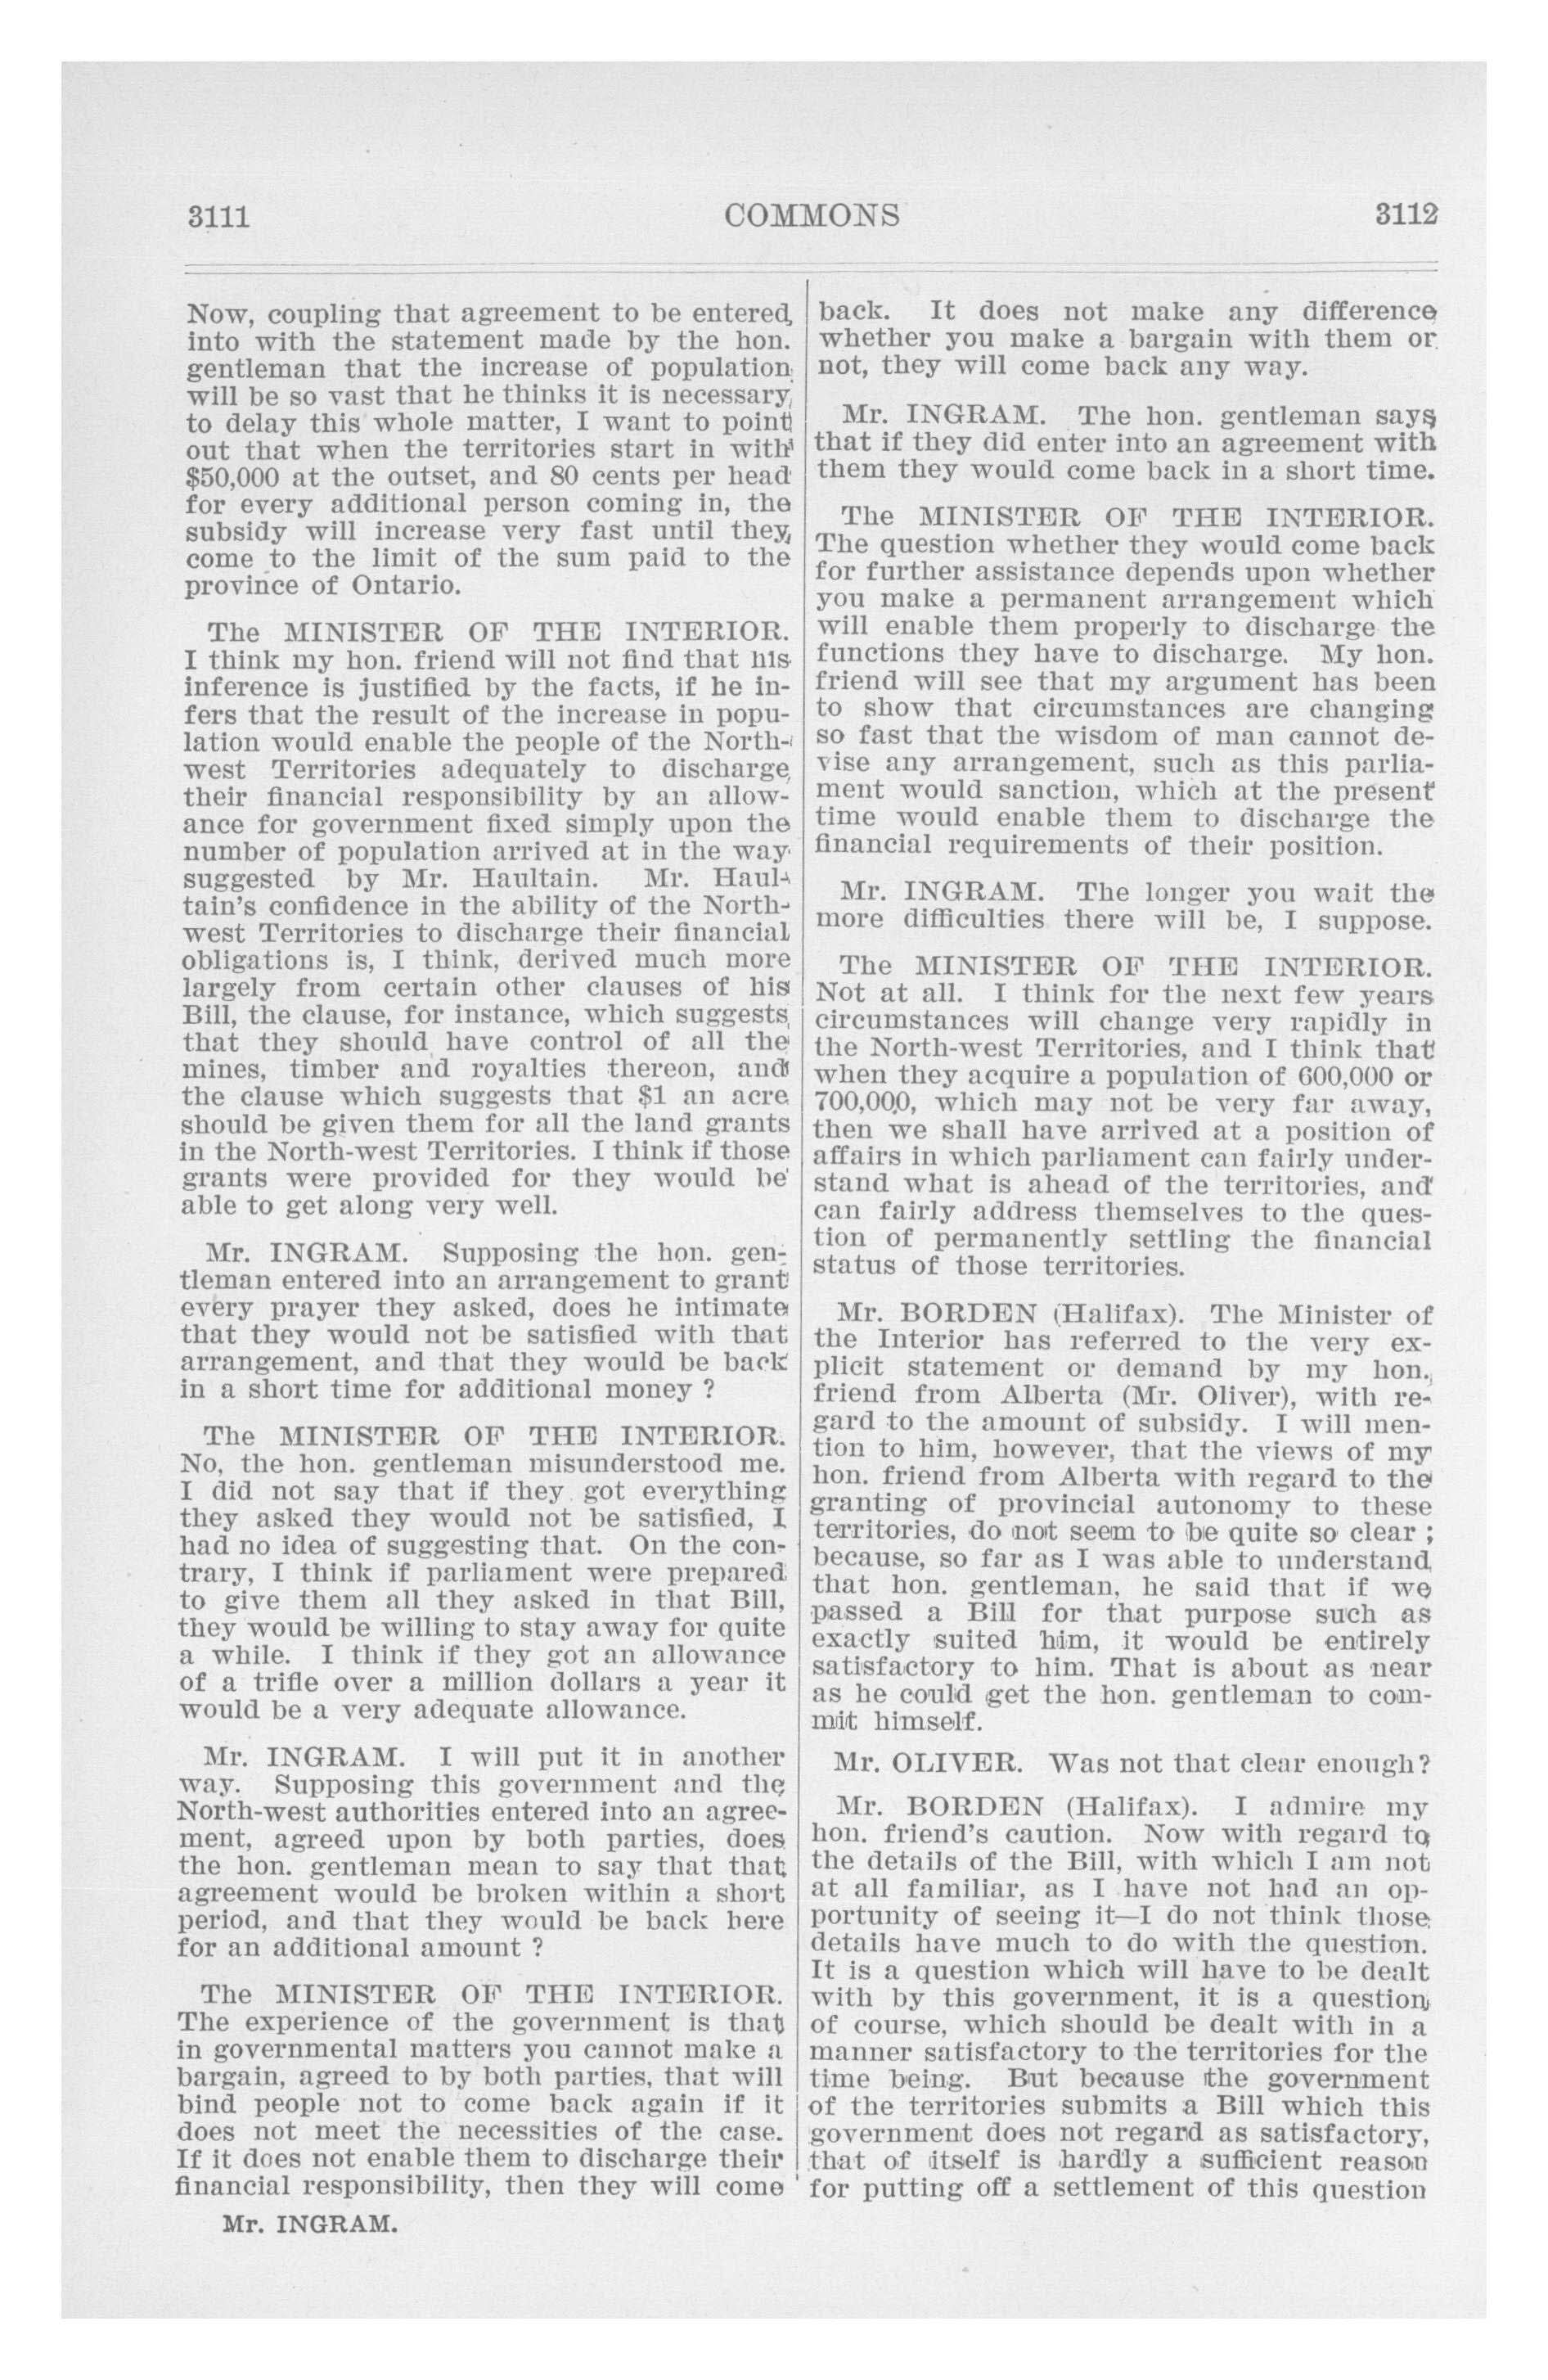 3111
COMMONS
3112
Now, coupling that agreement to be entered
into with the statement made by the hon.
gentleman that the increase of population
will be so vast that he thinks it is necessary
to delay this whole matter, I want to point
out that when the territories start in with
$50,000 at the outset, and 80 cents per head
for every additional person coming in, the
subsidy will increase very fast until they
come to the limit of the sum paid to the
province of Ontario.
The MINISTER OF THE INTERIOR.
I think my hon. friend will not find that his
inference is justified by the facts, if he in-
fers that the result of the increase in popu-
lation would enable the people of the North-
west Territories adequately to discharge
their financial responsibility by an allow-
ance for government fixed simply upon the
number of population arrived at in the way
suggested by Mr. Haultain. Mr. Haul-
tain's confidence in the ability of the North-
west Territories to discharge their financial
obligations is, I think, derived much more
largely from certain other clauses of his
Bill, the clause, for instance, which suggests
that they should have control of all the
mines, timber and royalties thereon, and
the clause which suggests that $1 an acre
should be given them for all the land grants
in the North-west Territories. I think if those
grants were provided for they would be
able to get along very well.
Mr. INGRAM. Supposing the hon. gen-
tleman entered into an arrangement to grant
every prayer they asked, does he intimate
that they would not be satisfied with that
arrangement, and that they would be back
in a short time for additional money ?
The MINISTER OF THE INTERIOR.
No, the hon. gentleman misunderstood me.
I did not say that if they got everything
they asked they would not be satisfied, I
had no idea of suggesting that. On the con-
trary, I think if parliament were prepared
to give them all they asked in that Bill,
they would be willing to stay away for quite
a while. I think if they got an allowance
of a trifle over a million dollars a year it
would be a very adequate allowance.
Mr. INGRAM. I will put it in another
way. Supposing this government and the
North-west authorities entered into an agree-
ment, agreed upon by both parties, does
the hon. gentleman mean to say that that
agreement would be broken within a short
period, and that they would be back here
for an additional amount ?
The MINISTER OF THE INTERIOR.
The experience of the government is that
in governmental matters you cannot make a
bargain, agreed to by both parties, that will
bind people not to come back again if it
does not meet the necessities of the case.
If it does not enable them to discharge their
financial responsibility, then they will come
Mr. INGRAM.
back. It does not make any difference
whether you make a bargain with them or
not, they will come back any way.
Mr. INGRAM. The hon. gentleman says
that if they did enter into an agreement with
them they would come back in a short time.
The MINISTER OF THE INTERIOR.
The question whether they would come back
for further assistance depends upon whether
you make a permanent arrangement which
will enable them properly to discharge the
functions they have to discharge. My hon.
friend will see that my argument has been
to show that circumstances are changing
so fast that the wisdom of man cannot de-
vise any arrangement, such as this parlia-
ment would sanction, which at the present
time would enable them to discharge the
financial requirements of their position.
Mr. INGRAM. The longer you wait the
more difficulties there will be, I suppose.
The MINISTER OF THE INTERIOR.
Not at all. I think for the next few years
circumstances will change very rapidly in
the North-west Territories, and I think that
when they acquire a population of 600,000 or
700,000, which may not be very far away,
then we shall have arrived at a position of
affairs in which parliament can fairly under-
stand what is ahead of the territories, and
can fairly address themselves to the ques-
tion of permanently settling the financial
status of those territories.
Mr. BORDEN (Halifax). The Minister of
the Interior has referred to the very ex-
plicit statement or demand by my hon.
friend from Alberta (Mr. Oliver), with re-
gard to the amount of subsidy. I will men-
tion to him, however, that the views of my
hon. friend from Alberta with regard to the
granting of provincial autonomy to these
territories, do not seem to be quite so clear ;
because, so far as I was able to understand
that hon. gentleman, he said that if we
passed a Bill for that purpose such as
exactly suited him, it would be entirely
satisfactory to him. That is about as near
as he could get the hon. gentleman to com-
mit himself.
Mr. OLIVER. Was not that clear enough?
Mr. BORDEN (Halifax). I admire my
hon. friend's caution. Now with regard to
the details of the Bill, with which I am not
at all familiar, as I have not had an op-
portunity of seeing it—I do not think those
details have much to do with the question.
It is a question which will have to be dealt
with by this government, it is a question
of course, which should be dealt with in a
manner satisfactory to the territories for the
time being. But because the government
of the territories submits a Bill which this
government does not regard as satisfactory,
that of itself is hardly a sufficient reason
for putting off a settlement of this question